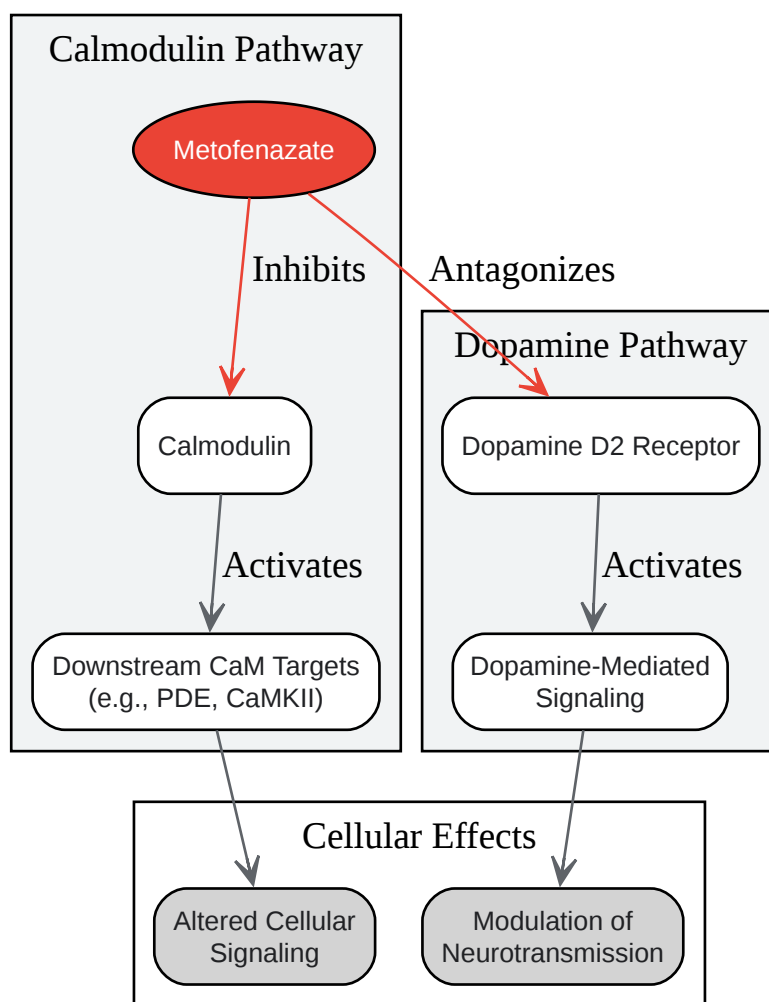 Calmodulin Pathway
Metofenazate
Inhibits
Antagonizes
Dopamine Pathway
Calmodulin
Dopamine D2 Receptor
Activates
Activates
Downstream CaM Targets
(e.g., PDE, CaMKII)
Dopamine-Mediated
Signaling
Cellular Effects
Altered Cellular
Signaling
Modulation of
Neurotransmission